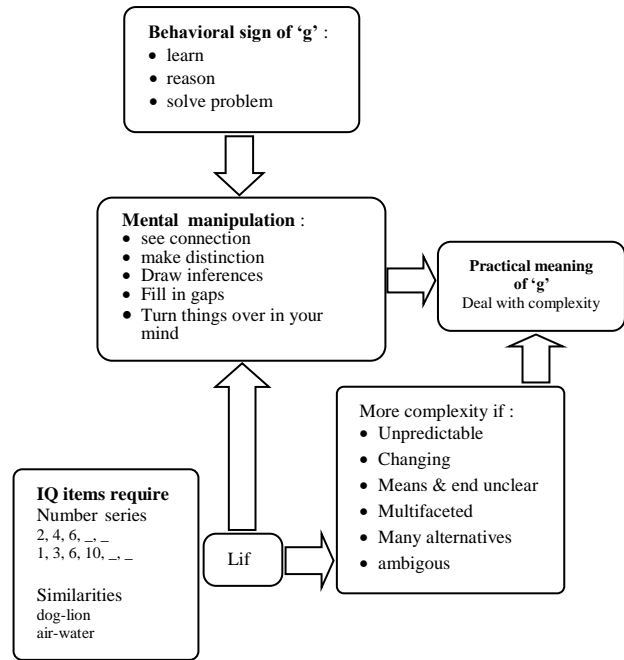 Behavioral sign of ‘g’ :
• learn
• reason
• solve problem
Mental manipulation :
• see connection
• make distinction
• Draw inferences
• Fill in gaps
• Turn things over in your
mind
Practical meaning
of ‘g’
Deal with complexity
More complexity if :
• Unpredictable
• Changing
• Means & end unclear
• Multifaceted
• Many alternatives
• ambigous
IQ items require
Number series
2, 4, 6, _, _
1, 3, 6, 10, _, _
Similarities
dog-lion
air-water
Lif